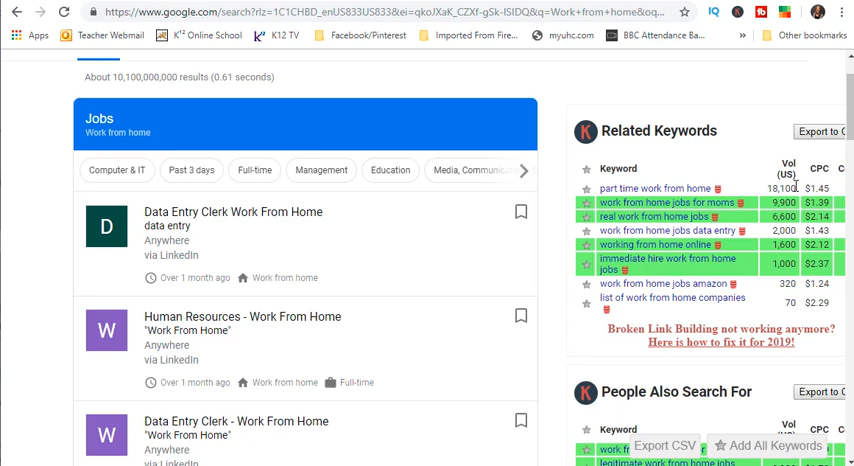 https://www.google.com/search?rlz=1C1CHBD_enUS833US833&ei=qkoJXaK_CZXf-gSk-ISIDQ&q=Work+from+home&oq...
Apps Teacher Webmail K¹² Online School K12 TV Facebook/Pinterest Imported From Fire... myuhc.com BBC Attendance Ba... » Other bookmarks
About 10,100,000,000 results (0.61 seconds)
Jobs
Work from home
Computer & IT Past 3 days Full-time Management Education Media, Communica
D
Data Entry Clerk Work From Home
data entry
Anywhere
via LinkedIn
Over 1 month ago Work from home
W
Human Resources - Work From Home
"Work From Home"
Anywhere
via LinkedIn
Over 1 month ago Work from home Full-time
W
Data Entry Clerk - Work From Home
"Work From Home"
Anywhere
via LinkedIn
K Related Keywords Export to C
Keyword Vol (US) CPC C
part time work from home 18,100 $1.45
work from home jobs for moms 9,900 $1.39
real work from home jobs 6,600 $2.14
work from home jobs data entry 2,000 $1.43
working from home online 1,600 $2.12
immediate hire work from home
jobs 1,000 $2.37
work from home jobs amazon 320 $1.24
list of work from home companies 70 $2.29
Broken Link Building not working anymore?
Here is how to fix it for 2019!
K People Also Search For Export to C
Keyword Vol (US) CPC C
Export CSV Add All Keywords
legitimate work from home jobs